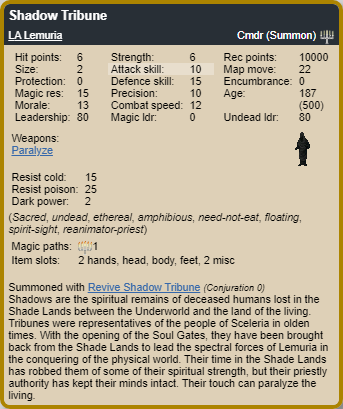 Shadow Tribune
LA Lemuria Cmdr (Summon)
Hit points: 6 Strength: 6 Rec points: 10000
Size: 2 Attack skill: 10 Map move: 22
Protection: 0 Defence skill: 15 Encumbrance: 0
Magic res: 15 Precision: 10 Age: 187
Morale: 13 Combat speed: 12 (500)
Leadership: 80 Magic ldr: 0 Undead ldr: 80
Weapons:
Paralyze
Resist cold: 15
Resist poison: 25
Dark power: 2
(Sacred, undead, ethereal, amphibious, need-not-eat, floating,
spirit-sight, reanimator-priest)
Magic paths: 1
Item slots: 2 hands, head, body, feet, 2 misc
Summoned with Revive Shadow Tribune (Conjuration 0)
Shadows are the spiritual remains of deceased humans lost in the
Shade Lands between the Underworld and the land of the living.
Tribunes were representatives of the people of Sceleria in olden
times. With the opening of the Soul Gates, they have been brought
back from the Shade Lands to lead the spectral forces of Lemuria in
the conquering of the physical world. Their time in the Shade Lands
has robbed them of some of their spiritual strength, but their priestly
authority has kept their minds intact. Their touch can paralyze the
living.